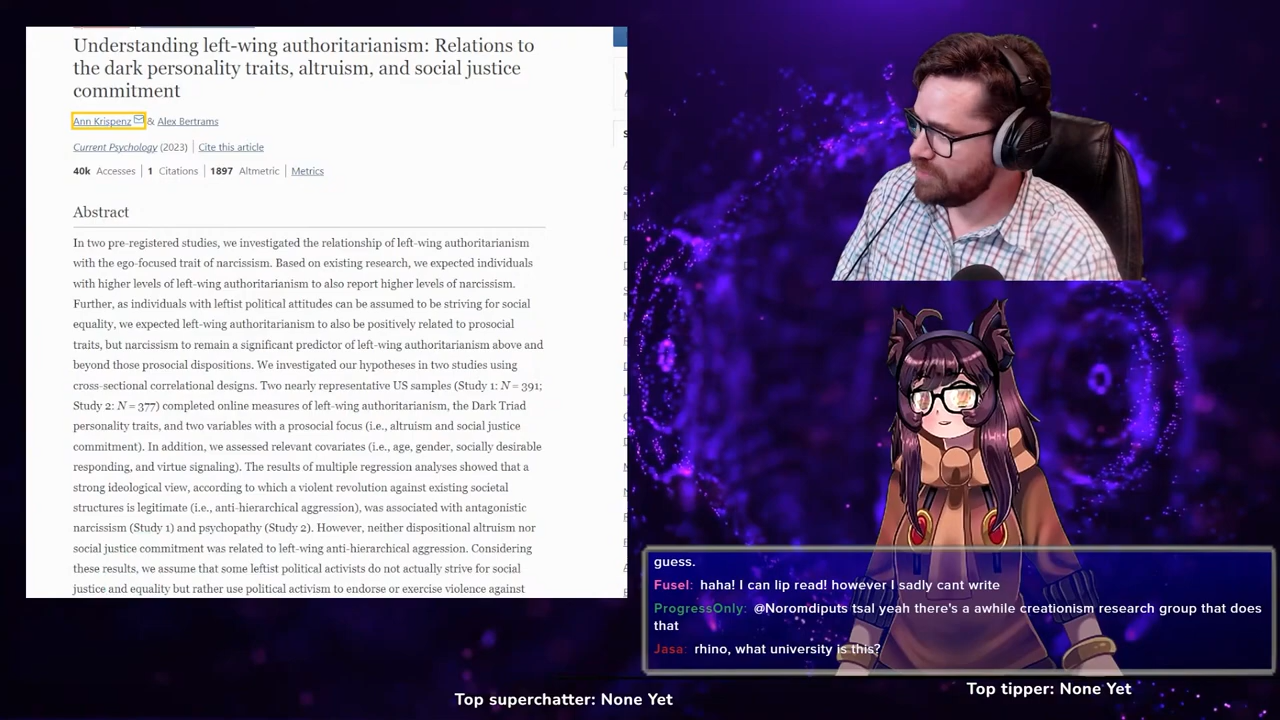 Understanding left-wing authoritarianism: Relations to
the dark personality traits, altruism, and social justice
commitment
Ann Krispenz & Alex Bertrams
Current Psychology (2023) | Cite this article
40k Accesses | 1 Citations | 1897 Altmetric | Metrics
Abstract
In two pre-registered studies, we investigated the relationship of left-wing authoritarianism
with the ego-focused trait of narcissism. Based on existing research, we expected individuals
with higher levels of left-wing authoritarianism to also report higher levels of narcissism.
Further, as individuals with leftist political attitudes can be assumed to be striving for social
equality, we expected left-wing authoritarianism to also be positively related to prosocial
traits, but narcissism to remain a significant predictor of left-wing authoritarianism above and
beyond those prosocial dispositions. We investigated our hypotheses in two studies using
cross-sectional correlational designs. Two nearly representative US samples (Study 1: N = 391;
Study 2: N = 377) completed online measures of left-wing authoritarianism, the Dark Triad
personality traits, and two variables with a prosocial focus (i.e., altruism and social justice
commitment). In addition, we assessed relevant covariates (i.e., age, gender, socially desirable
responding, and virtue signaling). The results of multiple regression analyses showed that a
strong ideological view, according to which a violent revolution against existing societal
structures is legitimate (i.e., anti-hierarchical aggression), was associated with antagonistic
narcissism (Study 1) and psychopathy (Study 2). However, neither dispositional altruism nor
social justice commitment was related to left-wing anti-hierarchical aggression. Considering
these results, we assume that some leftist political activists do not actually strive for social
justice and equality but rather use political activism to endorse or exercise violence against
guess.
Fusel: haha! I can lip read! however I sadly cant write
ProgressOnly: @Noromdiputs tsal yeah there's a awhile creationism research group that does
that
Jasa: rhino, what university is this?
Top superchatter: None Yet
Top tipper: None Yet